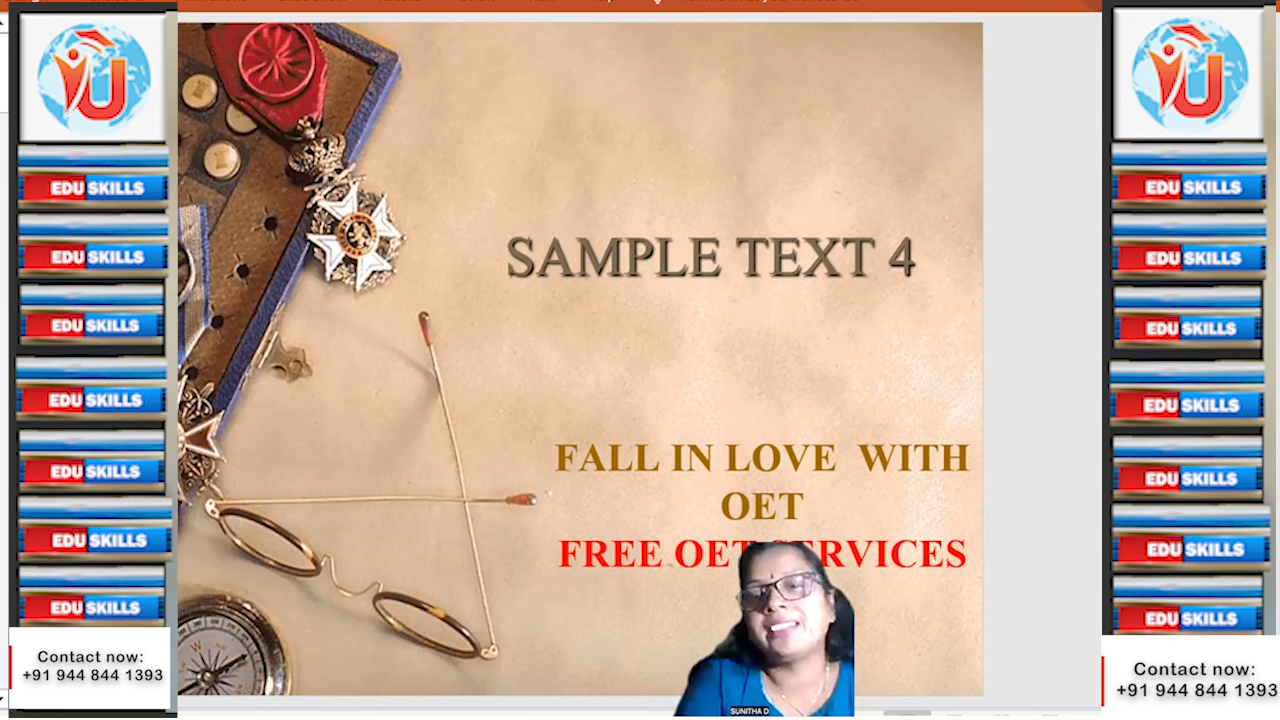 EDU SKILLS
EDU SKILLS
EDU SKILLS
EDU SKILLS
EDU SKILLS
EDU SKILLS
EDU SKILLS
Contact now:
+91 944 844 1393
SAMPLE TEXT 4
FALL IN LOVE WITH
OET
FREE OET SERVICES
SUNITHA D
U
EDU SKILLS
EDU SKILLS
EDU SKILLS
EDU SKILLS
EDU SKILLS
EDU SKILLS
EDU SKILLS
Contact now:
+91 944 844 1393